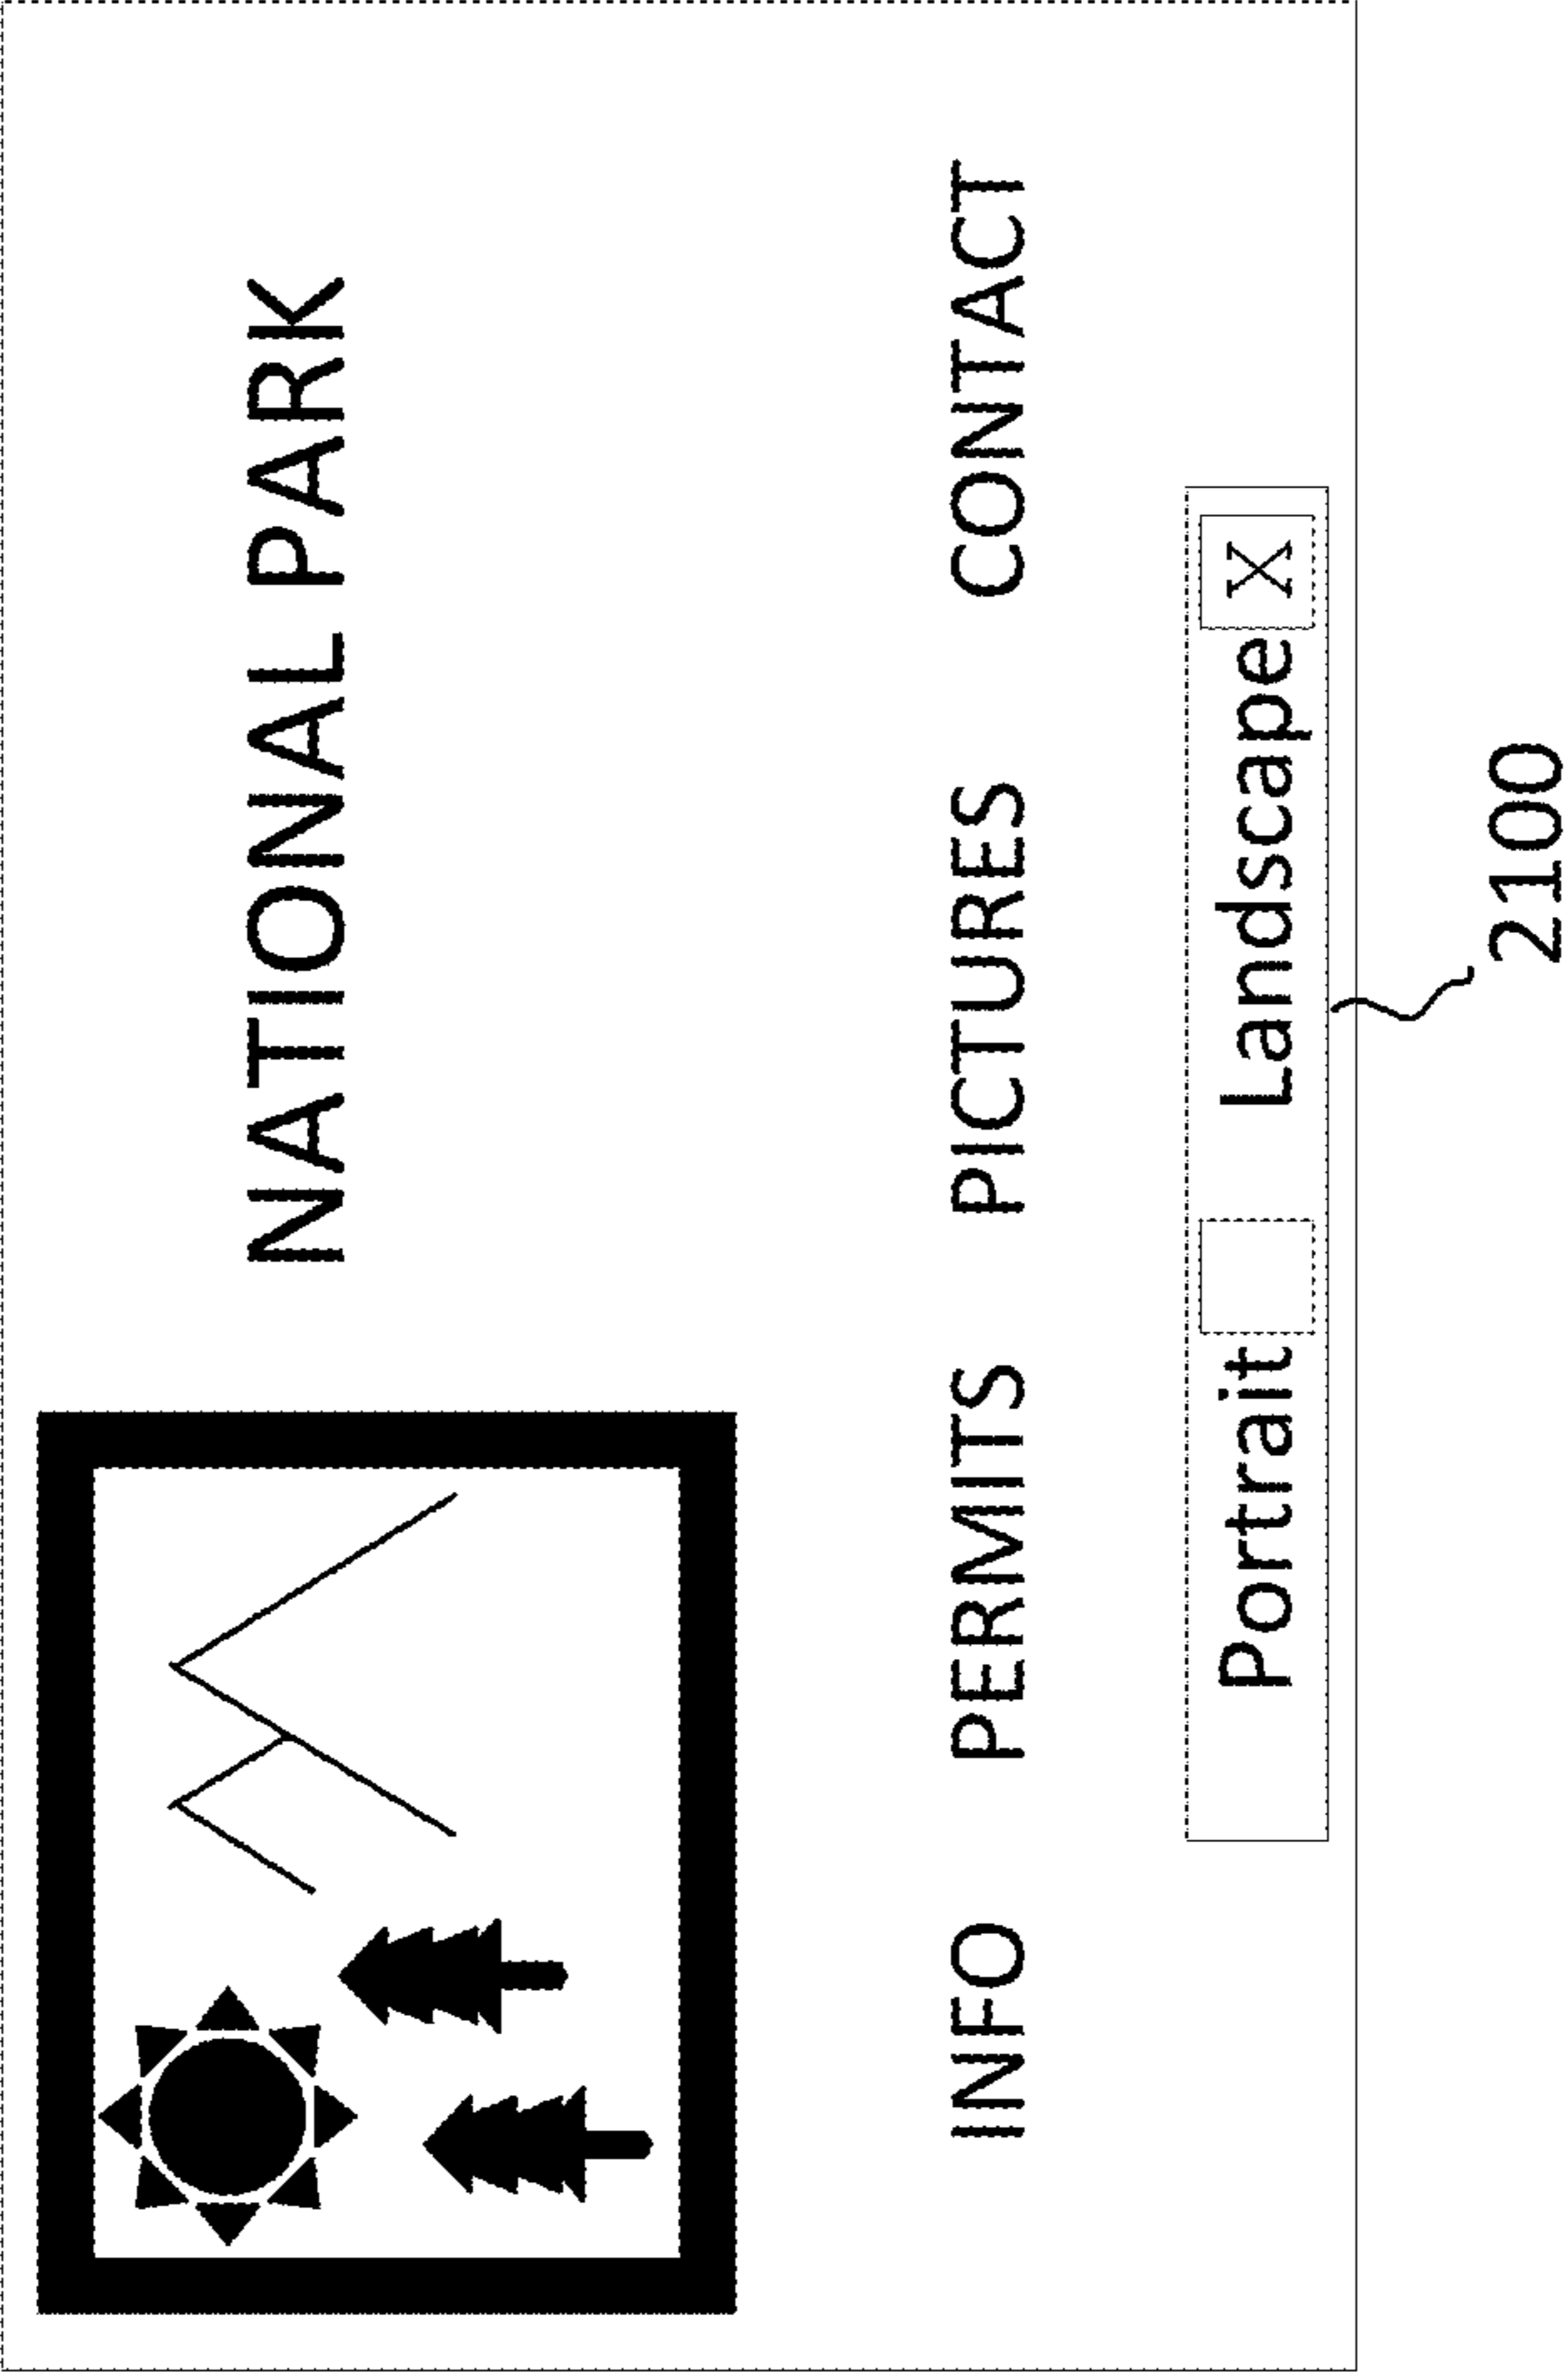 NATIONAL PARK
INFO PERMITS PICTURES CONTACT
Portrait Landscape X
2100